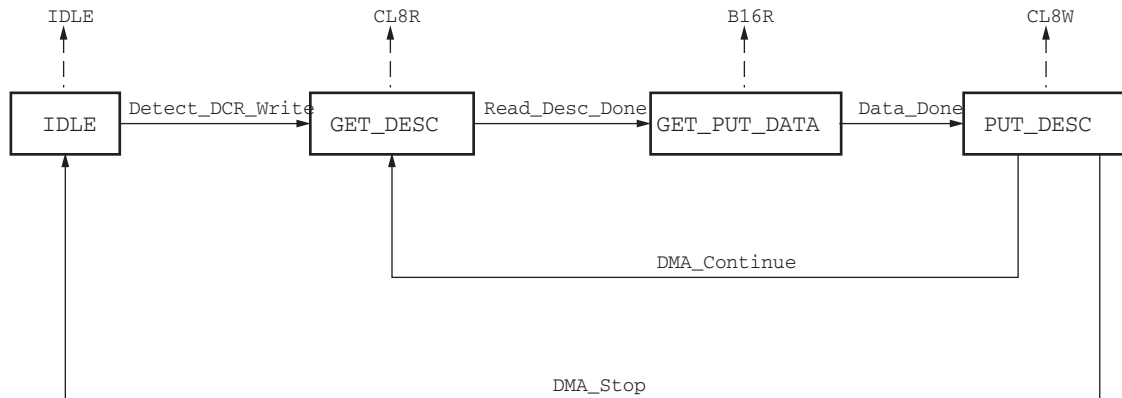 IDLE
CL8R
B16R
CL8W
Detect_DCR_Write
Read_Desc_Done
Data_Done
IDLE
GET_DESC
GET_PUT_DATA
PUT_DESC
DMA_Continue
DMA_Stop